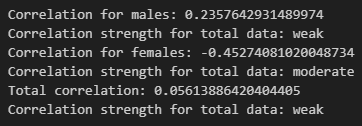 Correlation for males: 0.2357642931489974
Correlation strength for total data: weak
Correlation for females: -0.45274081020048734
Correlation strength for total data: moderate
Total correlation: 0.05613886420404405
Correlation strength for total data: weak